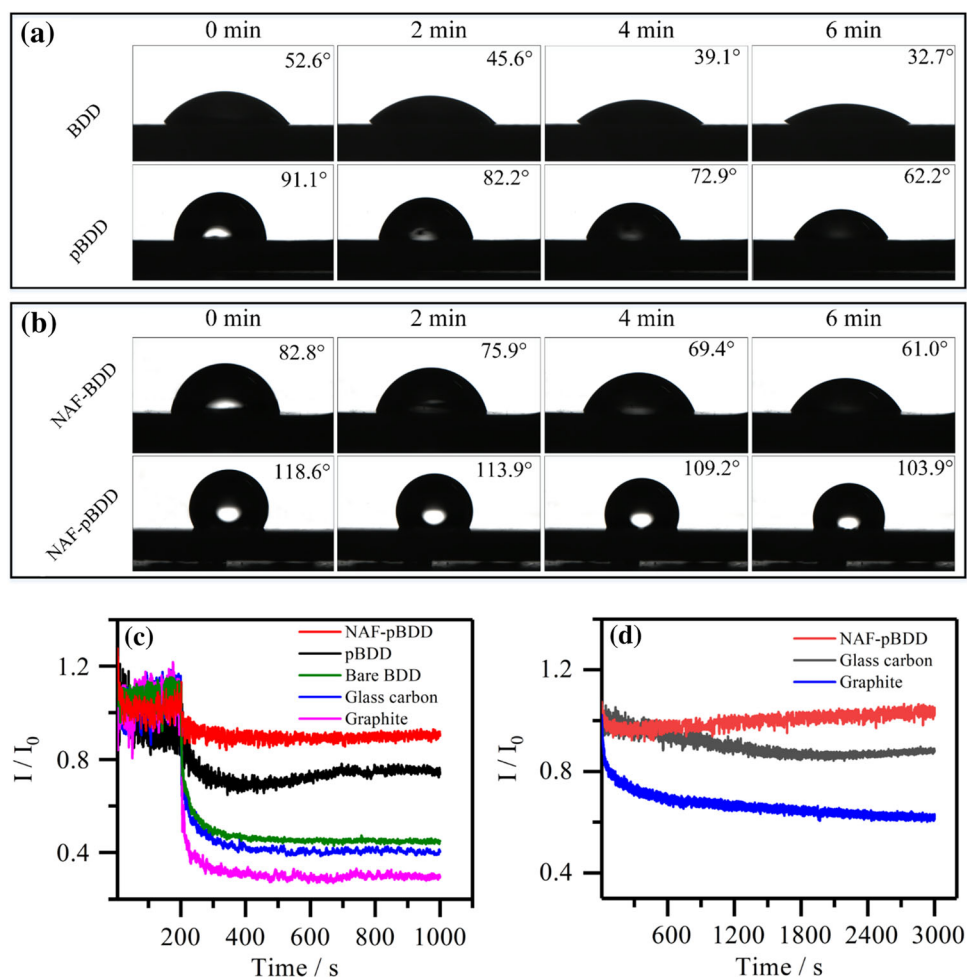 (a)
0 min 2 min 4 min 6 min
BDD
52.6° 45.6° 39.1° 32.7°
pBDD
91.1° 82.2° 72.9° 62.2°
(b)
0 min 2 min 4 min 6 min
NAF-BDD
82.8° 75.9° 69.4° 61.0°
NAF-pBDD
118.6° 113.9° 109.2° 103.9°
(c)
NAF-pBDD
pBDD
Bare BDD
Glass carbon
Graphite
I / I0
1.2
0.8
0.4
200 400 600 800 1000
Time / s
(d)
NAF-pBDD
Glass carbon
Graphite
I / I0
1.2
0.8
0.4
600 1200 1800 2400 3000
Time / s